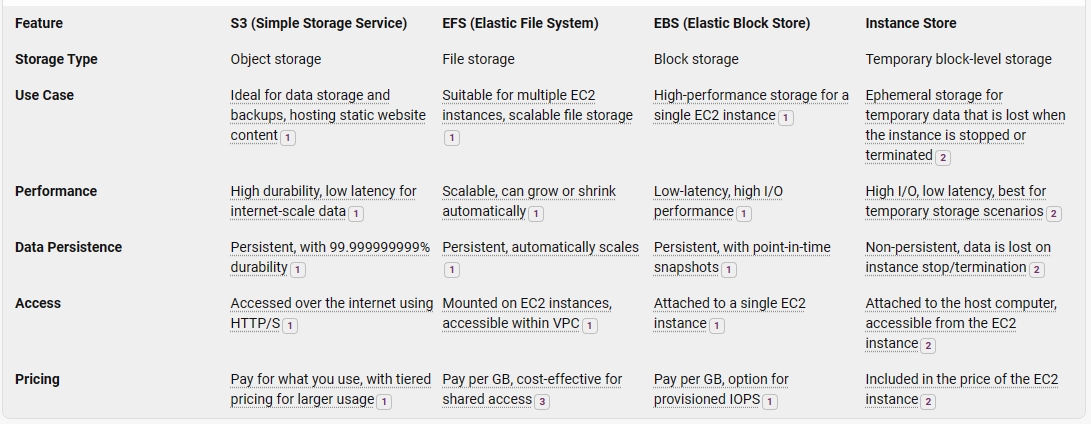 Feature S3 (Simple Storage Service) EFS (Elastic File System) EBS (Elastic Block Store) Instance Store
Storage Type Object storage File storage Block storage Temporary block-level storage
Use Case Ideal for data storage and Suitable for multiple EC2 High-performance storage for a Ephemeral storage for
backups, hosting static website instances, scalable file storage single EC2 instance 1 temporary data that is lost when
content 1 1 the instance is stopped or
terminated 2
Performance High durability, low latency for Scalable, can grow or shrink Low-latency, high I/O High I/O, low latency, best for
internet-scale data 1 automatically 1 performance 1 temporary storage scenarios 2
Data Persistence Persistent, with 99.999999999% Persistent, automatically scales Persistent, with point-in-time Non-persistent, data is lost on
durability 1 1 snapshots 1 instance stop/termination 2
Access Accessed over the internet using Mounted on EC2 instances, Attached to a single EC2 Attached to the host computer,
HTTP/S 1 accessible within VPC 1 instance 1 accessible from the EC2
instance 2
Pricing Pay for what you use, with tiered Pay per GB, cost-effective for Pay per GB, option for Included in the price of the EC2
pricing for larger usage 1 shared access 3 provisioned IOPS 1 instance 2